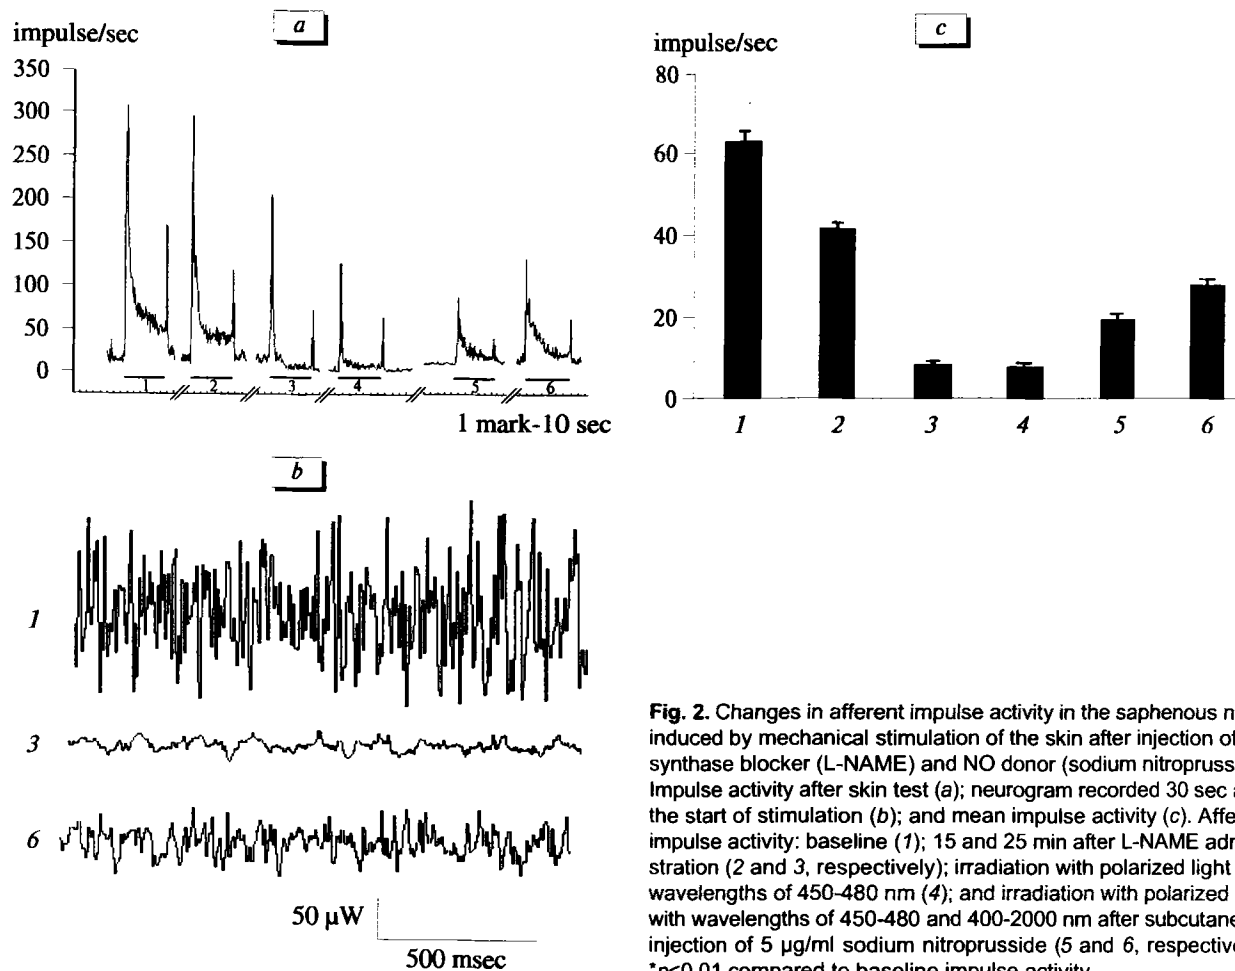 a
impulse/sec
350
300
250
200
150
100
50
0
1 2 3 4 5 6
1 mark-10 sec
b
1
3
6
50 µW
500 msec
c
impulse/sec
80
60
40
20
0
1 2 3 4 5 6
Fig. 2. Changes in afferent impulse activity in the saphenous n
induced by mechanical stimulation of the skin after injection of
synthase blocker (L-NAME) and NO donor (sodium nitropruss
Impulse activity after skin test (a); neurogram recorded 30 sec a
the start of stimulation (b); and mean impulse activity (c). Affe
impulse activity: baseline (1); 15 and 25 min after L-NAME adr
stration (2 and 3, respectively); irradiation with polarized light
wavelengths of 450-480 nm (4); and irradiation with polarized
with wavelengths of 450-480 and 400-2000 nm after subcutane
injection of 5 µg/ml sodium nitroprusside (5 and 6, respective
*p<0.01 compared to baseline impulse activity